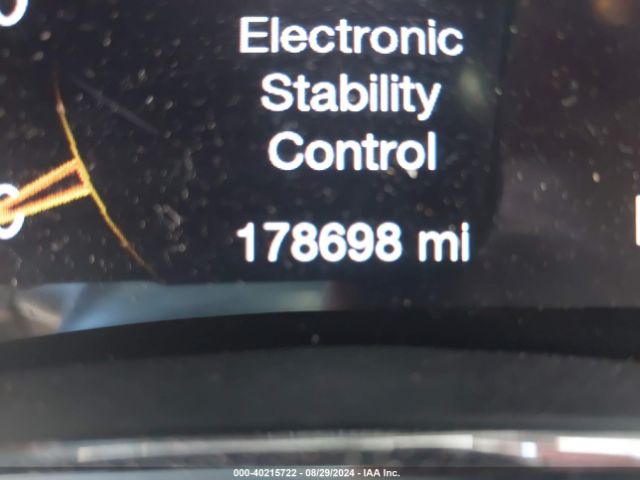 Electronic
Stability
Control
178698 mi
000-40215722 - 08/29/2024 - IAA Inc.